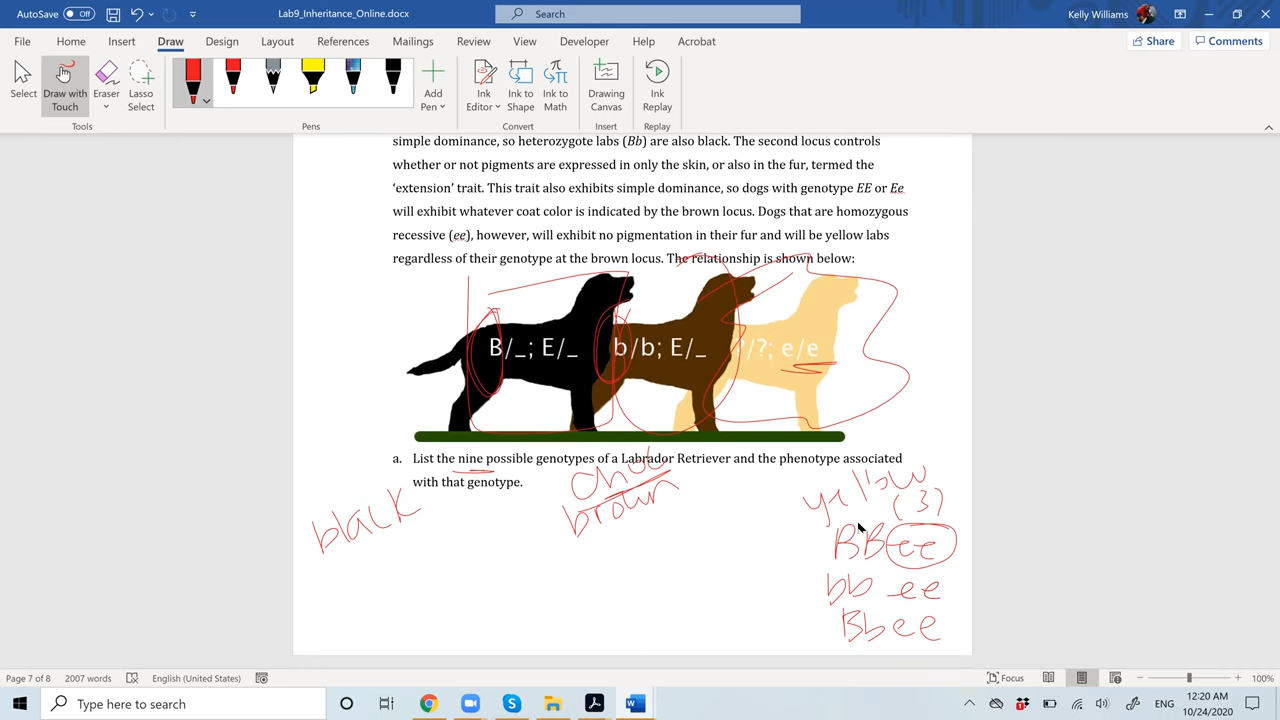 AutoSave Off
Lab9_Inheritance_Online.docx
Search
Kelly Williams
File Home Insert Draw Design Layout References Mailings Review View Developer Help Acrobat
Share Comments
Select
Draw with Touch
Eraser
Lasso Select
Add Pen
Ink Editor
Ink to Shape
Ink to Math
Drawing Canvas
Ink Replay
Tools Pens Convert Insert Replay
simple dominance, so heterozygote labs (Bb) are also black. The second locus controls
whether or not pigments are expressed in only the skin, or also in the fur, termed the
‘extension’ trait. This trait also exhibits simple dominance, so dogs with genotype EE or Ee
will exhibit whatever coat color is indicated by the brown locus. Dogs that are homozygous
recessive (ee), however, will exhibit no pigmentation in their fur and will be yellow labs
regardless of their genotype at the brown locus. The relationship is shown below:
B/_; E/_ b/b; E/_ ?/?; e/e
a. List the nine possible genotypes of a Labrador Retriever and the phenotype associated
with that genotype.
black
choc
brown
yellow
(3)
BBee
bb ee
Bbee
Page 7 of 8 2007 words English (United States) Focus 100%
Type here to search
ENG
12:20 AM
10/24/2020